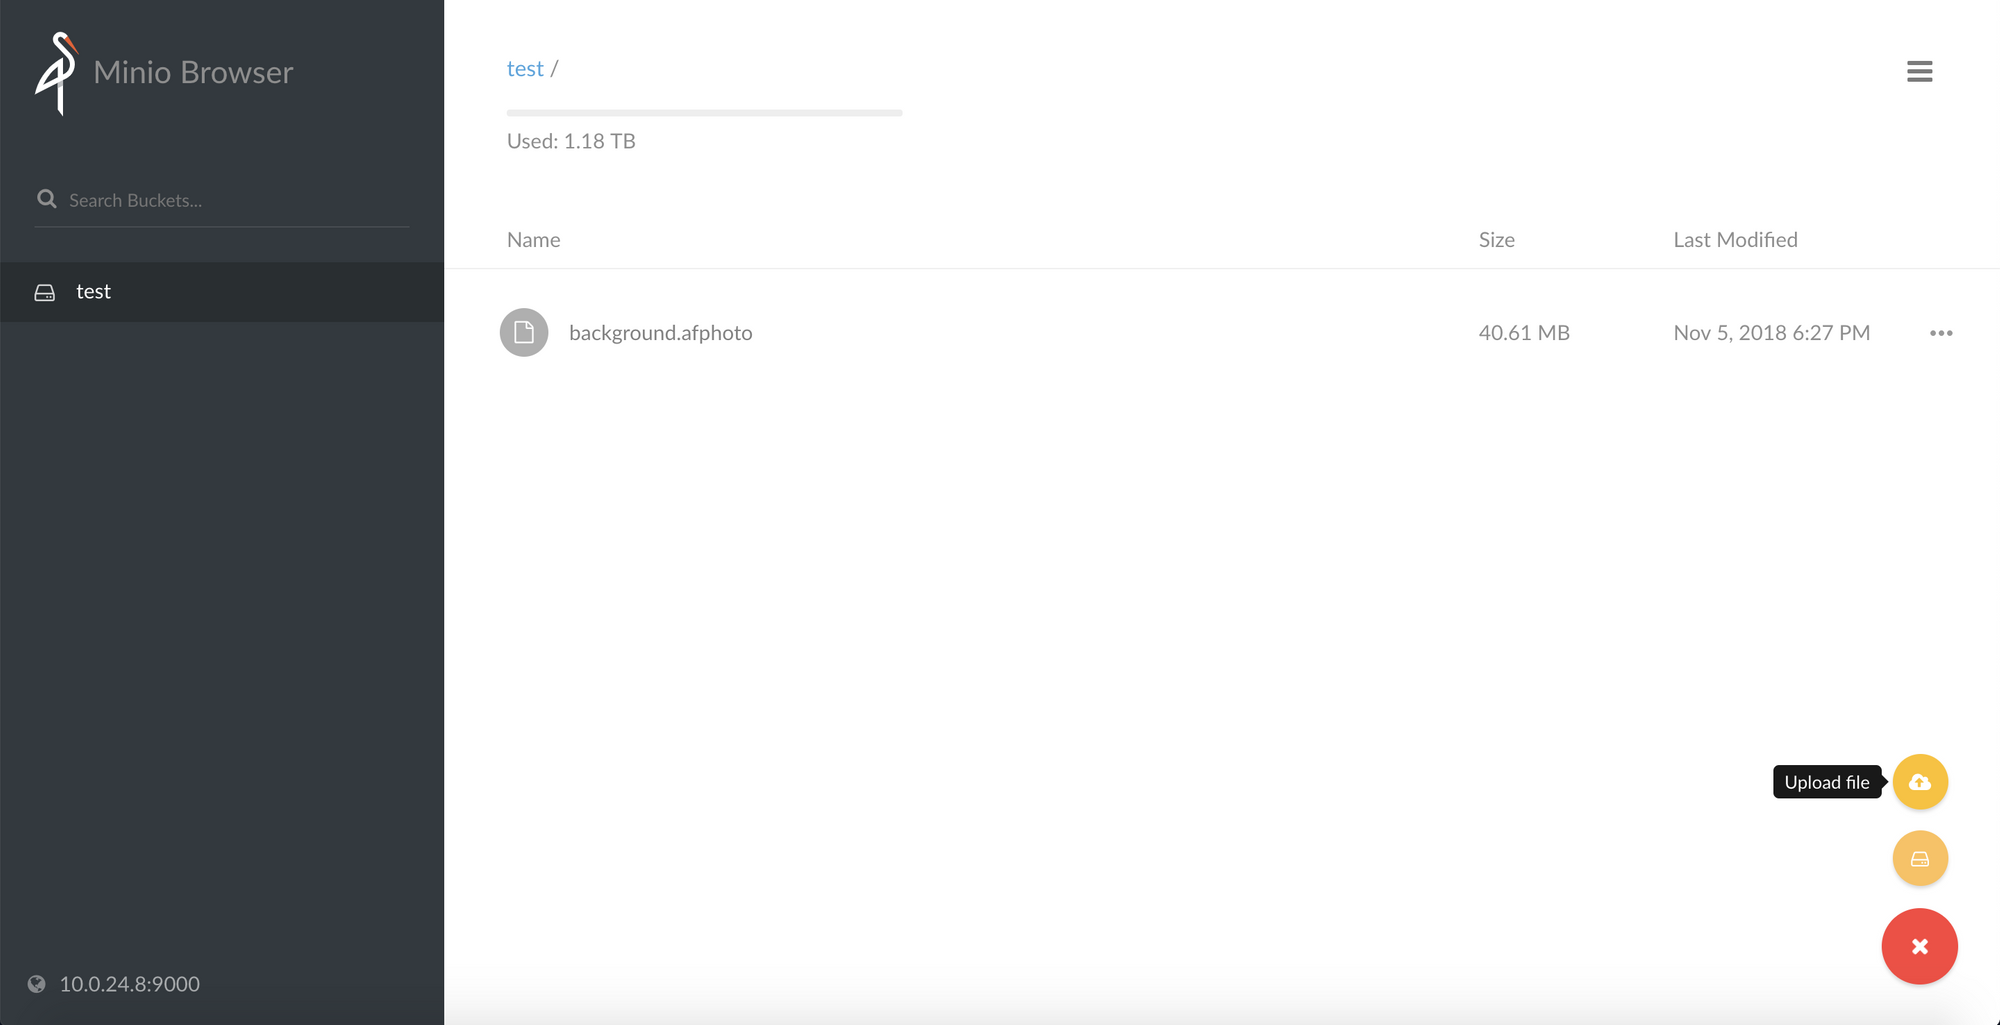 Minio Browser
Search Buckets...
test
10.0.24.8:9000
test /
Used: 1.18 TB
Name Size Last Modified
background.afphoto 40.61 MB Nov 5, 2018 6:27 PM
Upload file